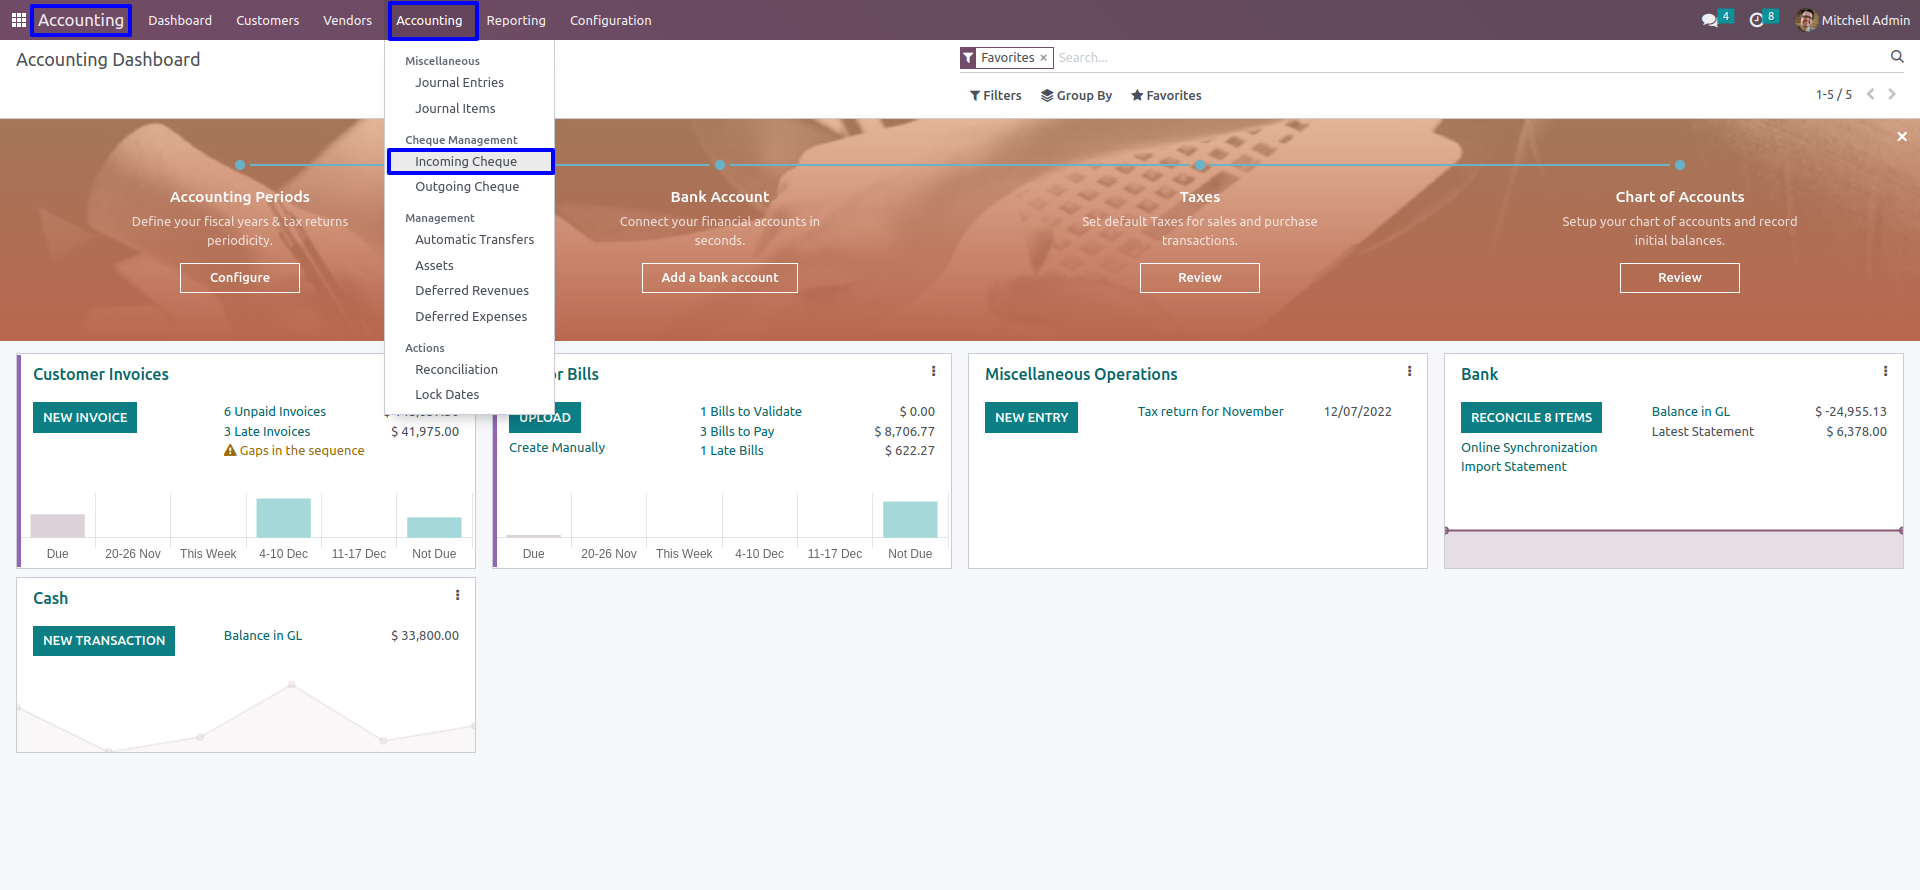 Accounting Dashboard Customers Vendors Accounting Reporting Configuration 4 8 Mitchell Admin
Accounting Dashboard
Favorites × Search...
Filters Group By Favorites 1-5 / 5
Miscellaneous
Journal Entries
Journal Items
Cheque Management
Incoming Cheque
Outgoing Cheque
Management
Automatic Transfers
Assets
Deferred Revenues
Deferred Expenses
Actions
Reconciliation
Lock Dates
Accounting Periods
Define your fiscal years & tax returns
periodicity.
Configure
Bank Account
Connect your financial accounts in
seconds.
Add a bank account
Taxes
Set default Taxes for sales and purchase
transactions.
Review
Chart of Accounts
Setup your chart of accounts and record
initial balances.
Review
Customer Invoices
NEW INVOICE
6 Unpaid Invoices
3 Late Invoices $ 41,975.00
Gaps in the sequence
Due 20-26 Nov This Week 4-10 Dec 11-17 Dec Not Due
Bills
UPLOAD
Create Manually
1 Bills to Validate $ 0.00
3 Bills to Pay $ 8,706.77
1 Late Bills $ 622.27
Due 20-26 Nov This Week 4-10 Dec 11-17 Dec Not Due
Miscellaneous Operations
NEW ENTRY
Tax return for November 12/07/2022
Bank
RECONCILE 8 ITEMS
Online Synchronization
Import Statement
Balance in GL $ -24,955.13
Latest Statement $ 6,378.00
Cash
NEW TRANSACTION
Balance in GL $ 33,800.00